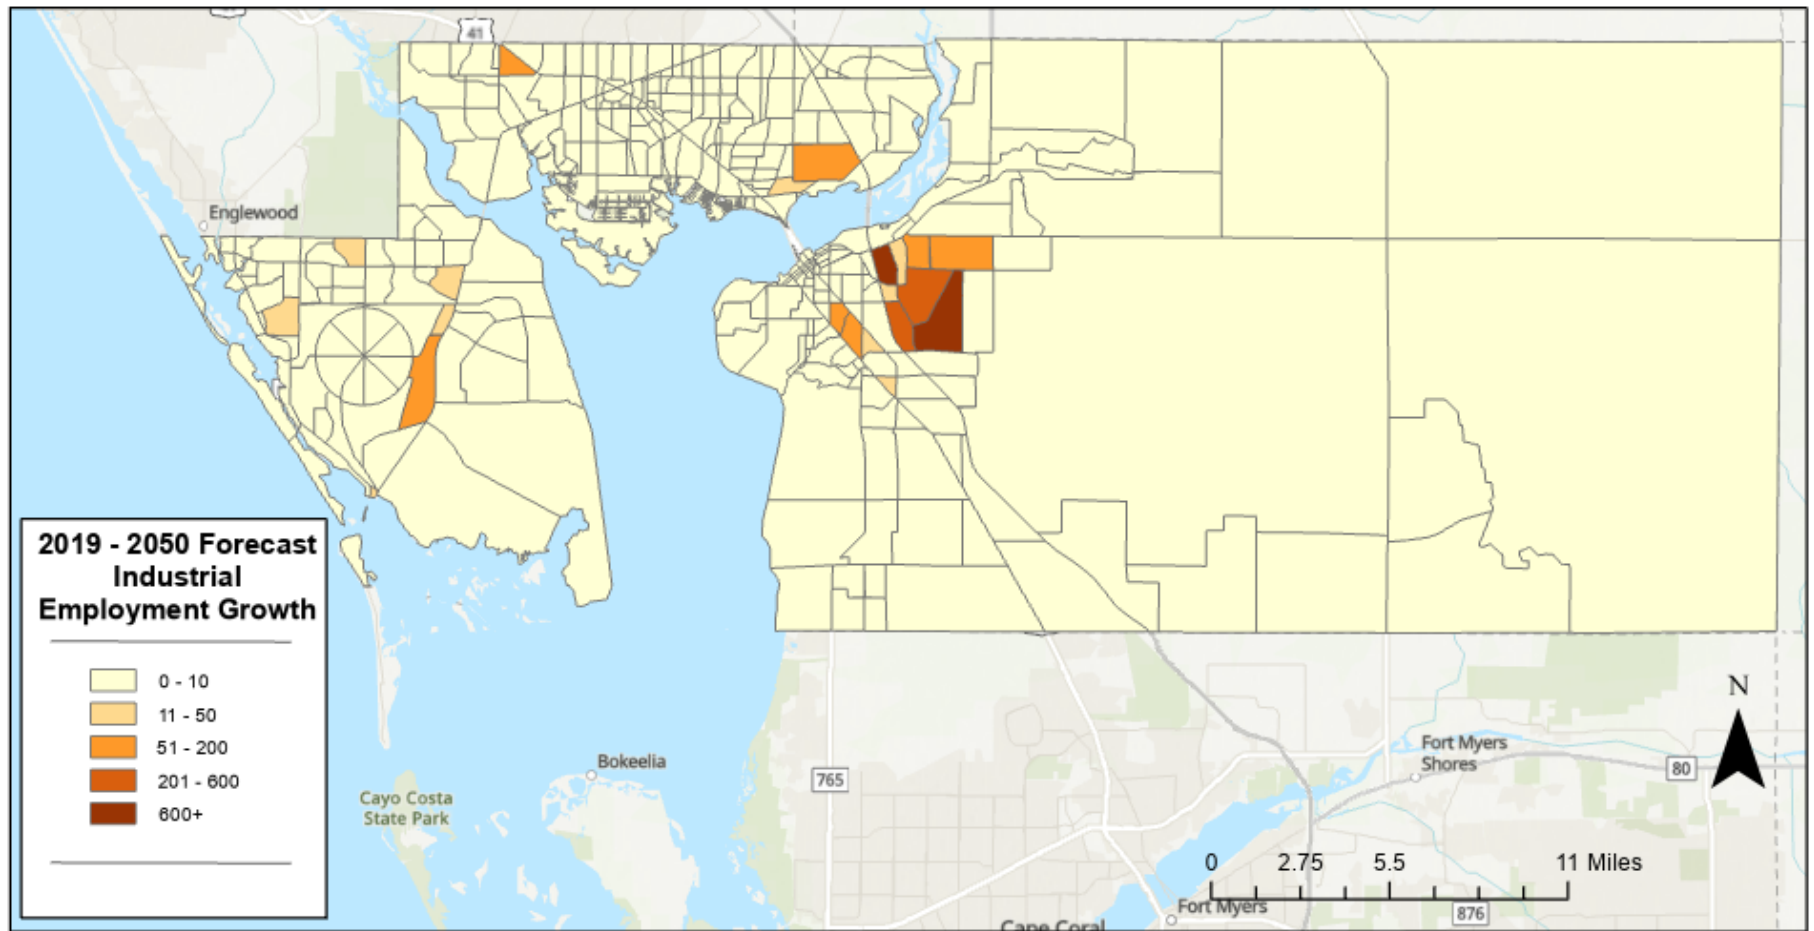 41
Englewood
2019 - 2050 Forecast
Industrial
Employment Growth
0 - 10
11 - 50
51 - 200
201 - 600
600+
Bokeelia
Cayo Costa
State Park
765
N
Fort Myers
Shores
80
0 2.75 5.5 11 Miles
Fort Myers
876
Cape Coral